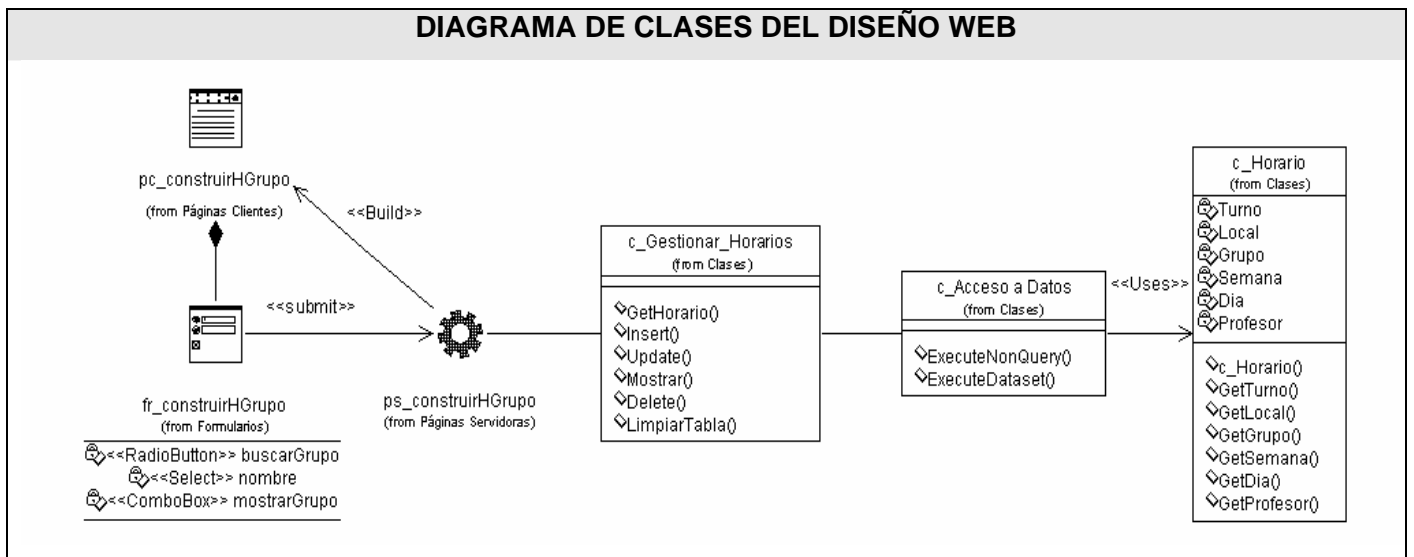 DIAGRAMA DE CLASES DEL DISEÑO WEB
pc_construirHGrupo
(from Páginas Clientes)
<<Build>>
<<submit>>
fr_construirHGrupo
(from Formularios)
<<RadioButton>> buscarGrupo
<<Select>> nombre
<<ComboBox>> mostrarGrupo
ps_construirHGrupo
(from Páginas Servidoras)
c_Gestionar_Horarios
(from Clases)
GetHorario()
Insert()
Update()
Mostrar()
Delete()
LimpiarTabla()
c_Acceso a Datos
(from Clases)
ExecuteNonQuery()
ExecuteDataset()
<<Uses>>
c_Horario
(from Clases)
Turno
Local
Grupo
Semana
Dia
Profesor
c_Horario()
GetTurno()
GetLocal()
GetGrupo()
GetSemana()
GetDia()
GetProfesor()